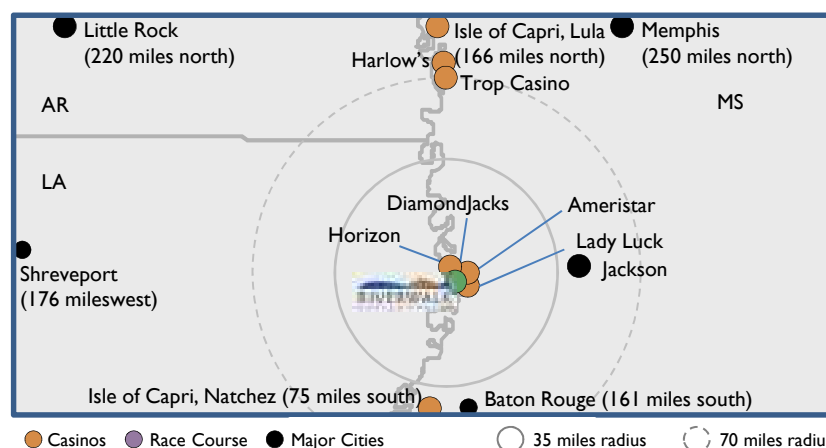 Little Rock
(220 miles north)
Isle of Capri, Lula
(166 miles north)
Memphis
(250 miles north)
Harlow's
Trop Casino
AR
MS
LA
DiamondJacks
Ameristar
Horizon
Lady Luck
Jackson
Shreveport
(176 mileswest)
RIVERWALK
Isle of Capri, Natchez (75 miles south)
Baton Rouge (161 miles south)
Casinos
Race Course
Major Cities
35 miles radius
70 miles radiu